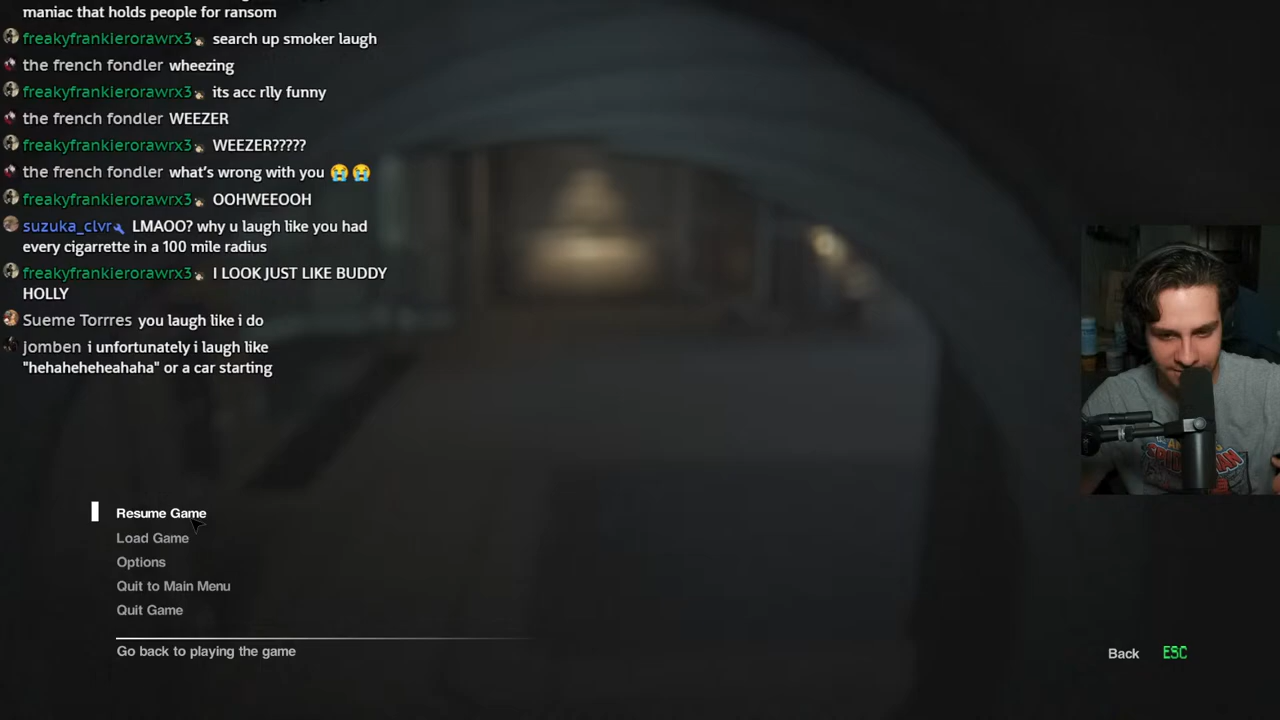 maniac that holds people for ransom
freakyfrankierorawrx3 search up smoker laugh
the french fondler wheezing
freakyfrankierorawrx3 its acc rlly funny
the french fondler WEEZER
freakyfrankierorawrx3 WEEZER?????
the french fondler what's wrong with you 😭😭
freakyfrankierorawrx3 OOHWEEOOH
suzuka_clvr LMAOO? why u laugh like you had
every cigarrette in a 100 mile radius
freakyfrankierorawrx3 I LOOK JUST LIKE BUDDY
HOLLY
Sueme Torrres you laugh like i do
Jomben i unfortunately i laugh like
"hehaheheheahaha" or a car starting
Resume Game
Load Game
Options
Quit to Main Menu
Quit Game
Go back to playing the game
Back ESC